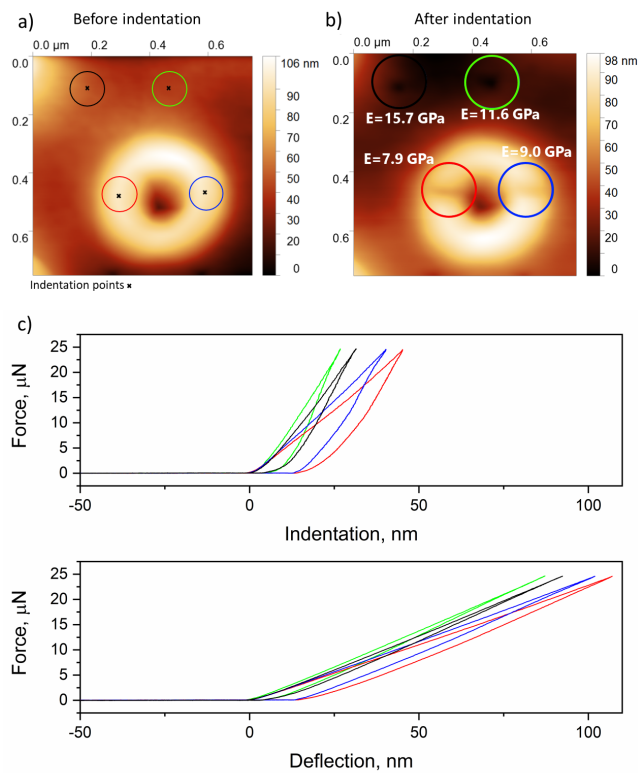 a) Before indentation
0.0 µm 0.2 0.4 0.6
0.0
0.2
0.4
0.6
106 nm
90
80
70
60
50
40
30
20
0
Indentation points
b) After indentation
0.0 µm 0.2 0.4 0.6
0.0
0.2
0.4
0.6
98 nm
80
70
60
50
40
30
20
0
E=15.7 GPa
E=11.6 GPa
E=7.9 GPa
E=9.0 GPa
c)
Force, µN
25
20
15
10
5
0
-50 0 50 100
Indentation, nm
Force, µN
25
20
15
10
5
0
-50 0 50 100
Deflection, nm